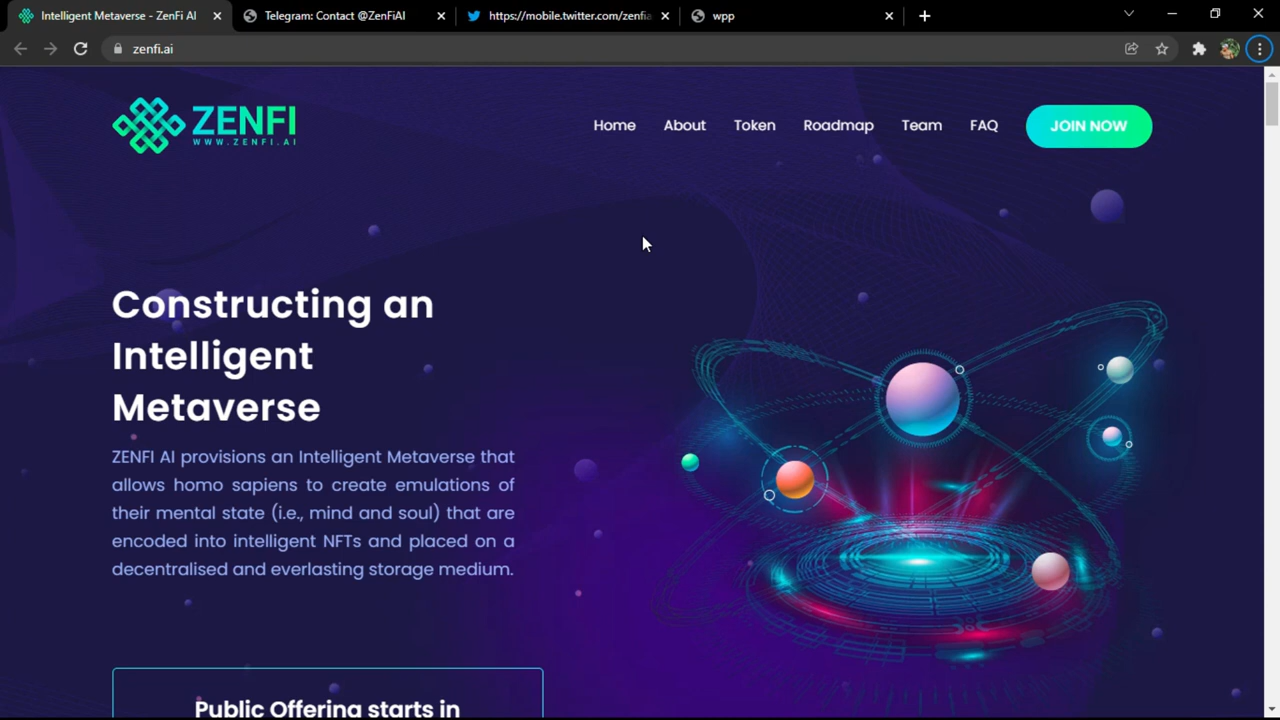 Intelligent Metaverse - ZenFi AI
Telegram: Contact @ZenFiAI
https://mobile.twitter.com/zenfia
wpp
zenfi.ai
ZENFI
WWW.ZENFI.AI
Home About Token Roadmap Team FAQ JOIN NOW
Constructing an
Intelligent
Metaverse
ZENFI AI provisions an Intelligent Metaverse that
allows homo sapiens to create emulations of
their mental state (i.e., mind and soul) that are
encoded into intelligent NFTs and placed on a
decentralised and everlasting storage medium.
Public Offering starts in